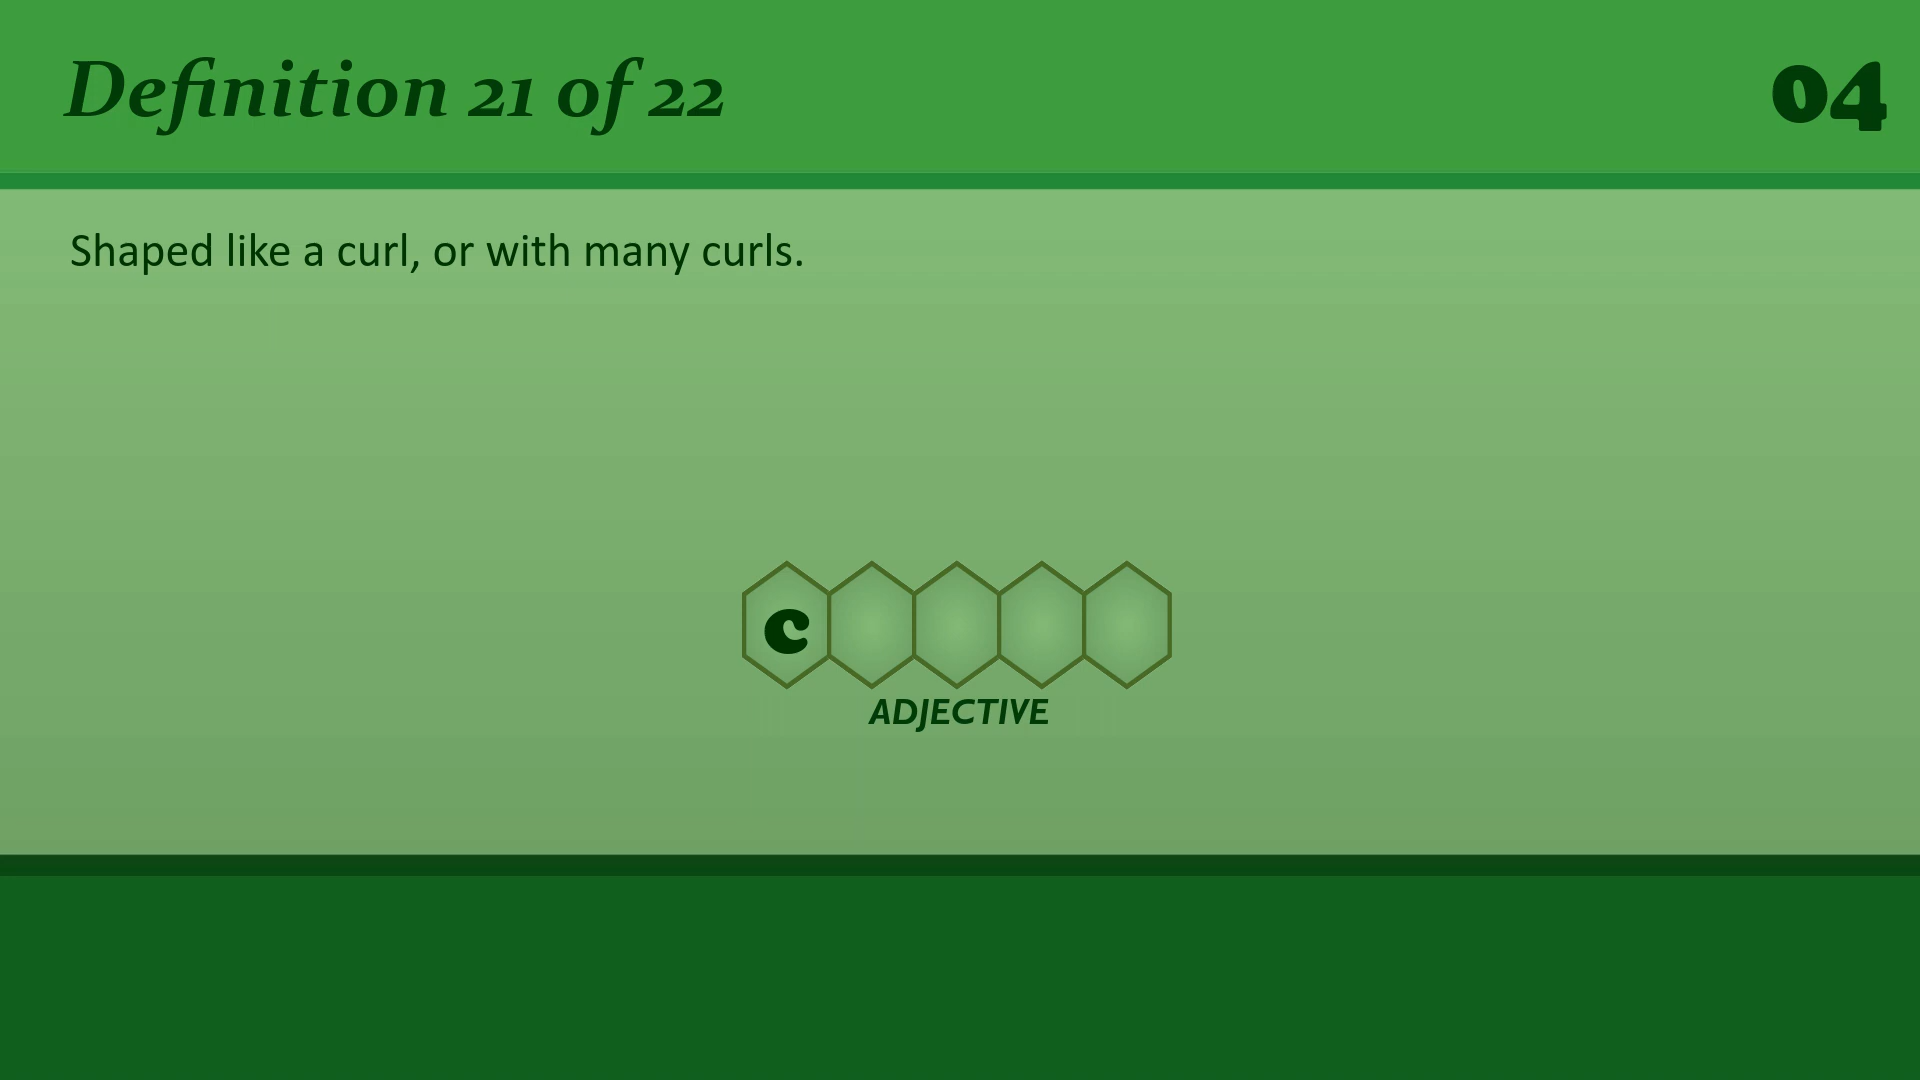 Definition 21 of 22
04
Shaped like a curl, or with many curls.
c
ADJECTIVE